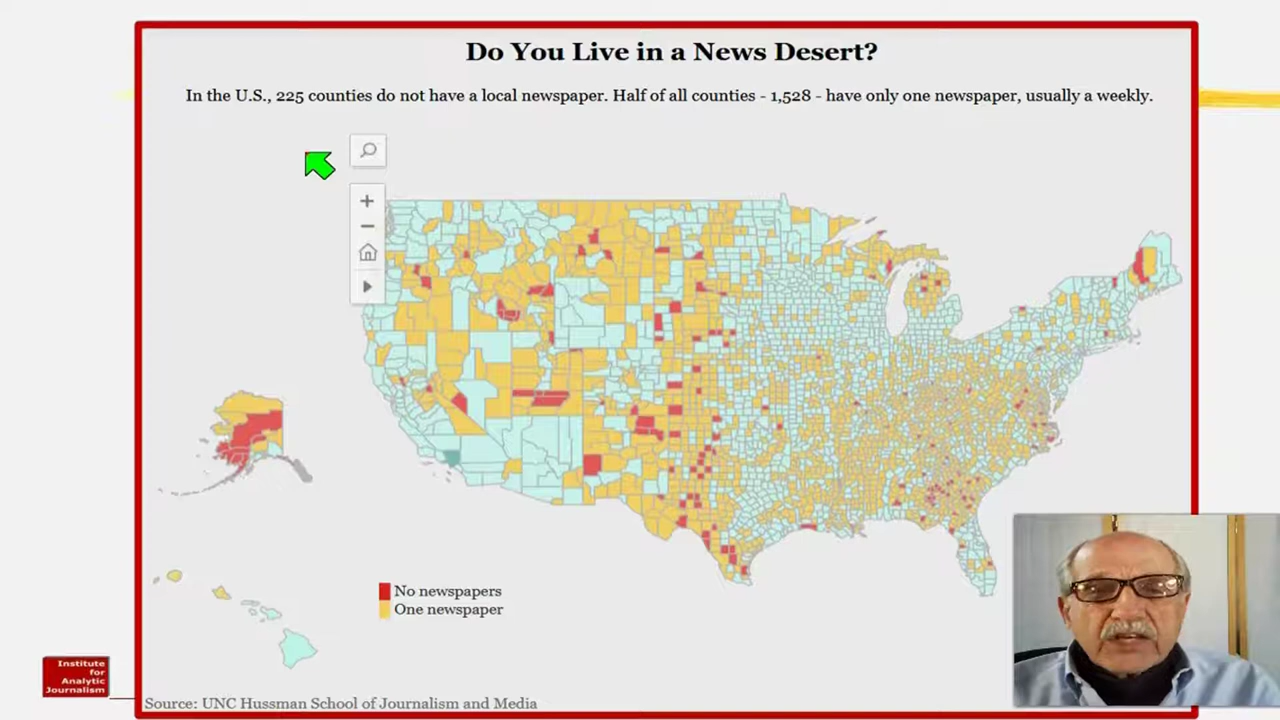 Do You Live in a News Desert?
In the U.S., 225 counties do not have a local newspaper. Half of all counties - 1,528 - have only one newspaper, usually a weekly.
No newspapers
One newspaper
Institute
for
Analytic
Journalism
Source: UNC Hussman School of Journalism and Media